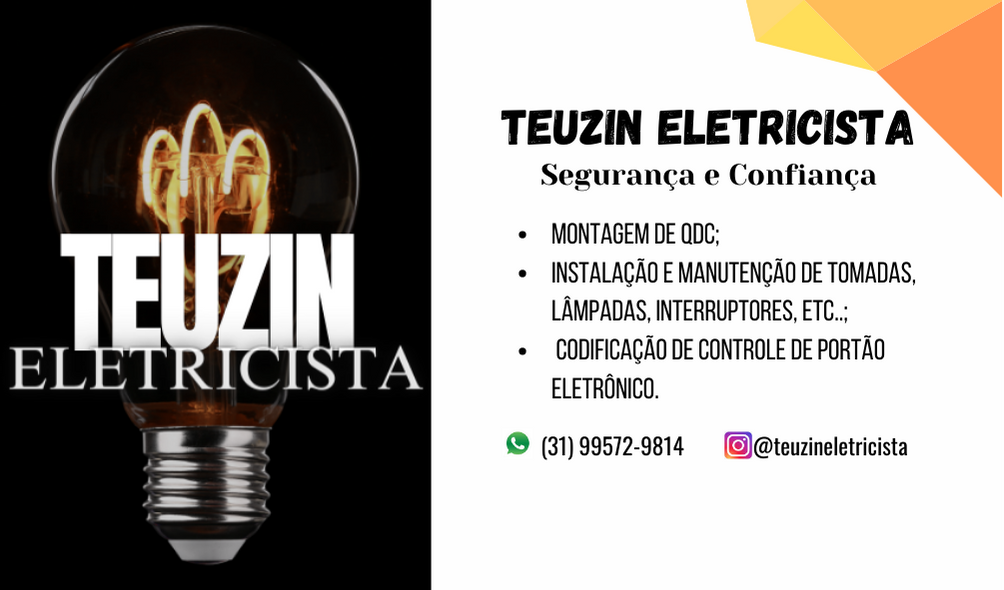 TEUZIN
ELETRICISTA
TEUZIN ELETRICISTA
Segurança e Confiança
• MONTAGEM DE QDC;
• INSTALAÇÃO E MANUTENÇÃO DE TOMADAS,
LÂMPADAS, INTERRUPTORES, ETC..;
• CODIFICAÇÃO DE CONTROLE DE PORTÃO
ELETRÔNICO.
(31) 99572-9814 @teuzineletricista